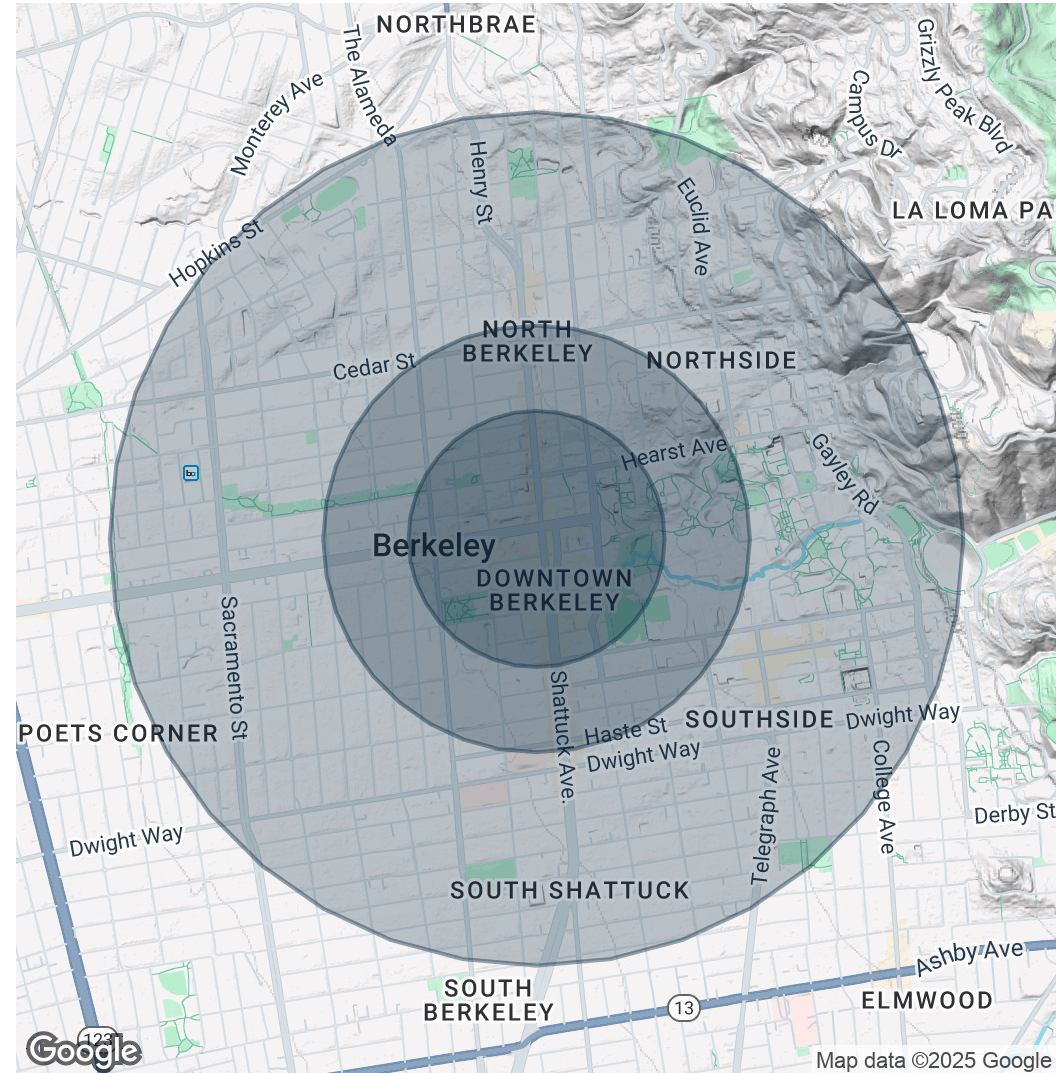 NORTHBRAE
The Alameda
Monterey Ave
Grizzly Peak Blvd
Campus Dr
Henry St
Euclid Ave
LA LOMA PA
Hopkins St
NORTH
BERKELEY
Cedar St
NORTHSIDE
Hearst Ave
Gayley Rd
Berkeley
DOWNTOWN
BERKELEY
Sacramento St
Shattuck Ave.
POETS CORNER
SOUTHSIDE
Haste St
Dwight Way
Dwight Way
College Ave
Telegraph Ave
Derby St
Dwight Way
SOUTH SHATTUCK
Ashby Ave
SOUTH
BERKELEY
ELMWOOD
13
123
Google
Map data ©2025 Google